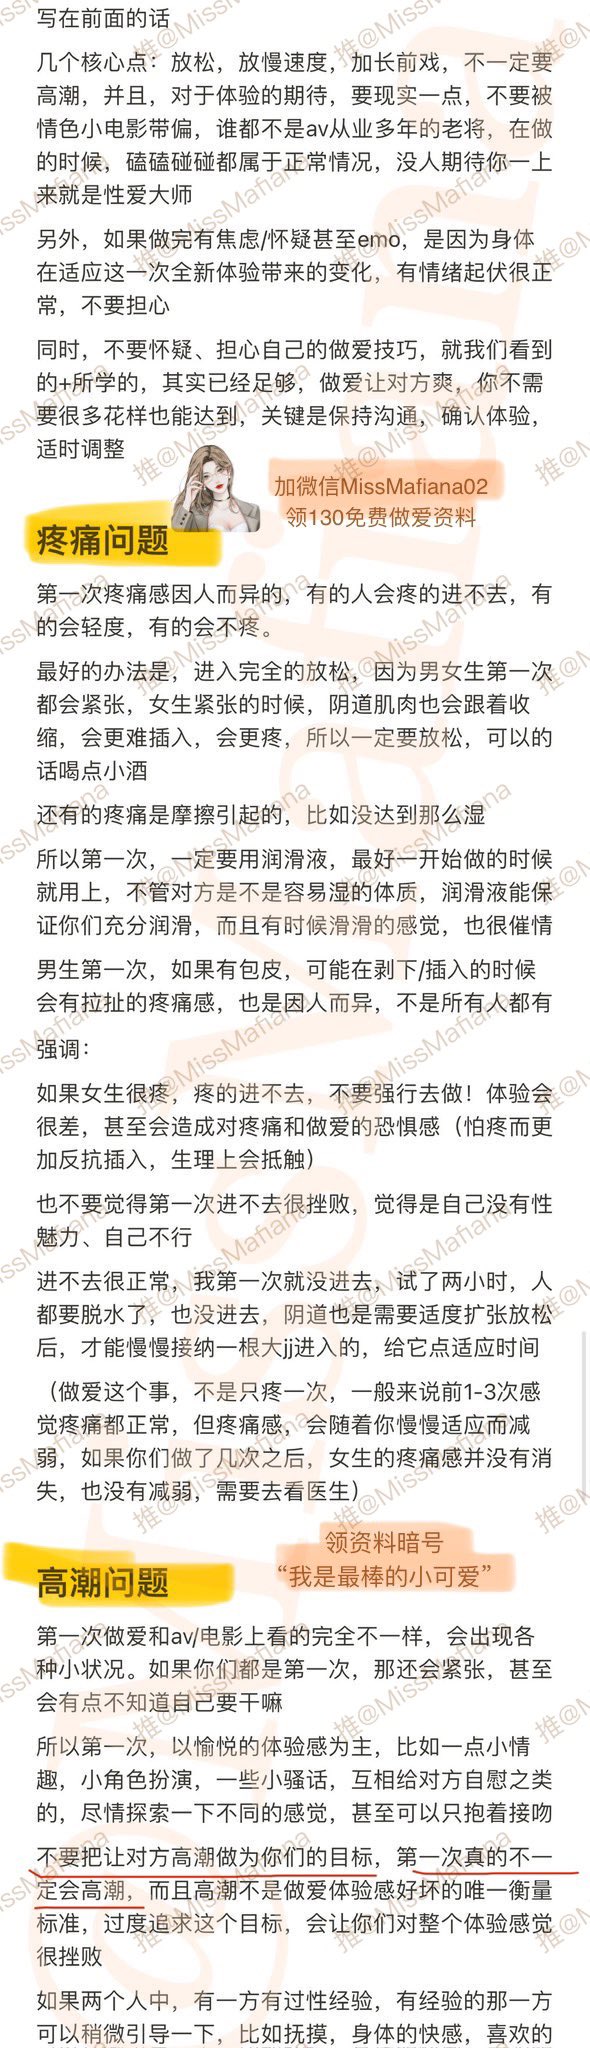 写在前面的话
几个核心点：放松，放慢速度，加长前戏，不一定要
高潮，并且，对于体验的期待，要现实一点，不要被
情色小电影带偏，谁都不是av从业多年的老将，在做
的时候，磕磕碰碰都属于正常情况，没人期待你一上
来就是性爱大师
另外，如果做完有焦虑/怀疑甚至emo，是因为身体
在适应这一次全新体验带来的变化，有情绪起伏很正
常，不要担心
同时，不要怀疑、担心自己的做爱技巧，就我们看到
的+所学的，其实已经足够，做爱让对方爽，你不需
要很多花样也能达到，关键是保持沟通，确认体验，
适时调整
加微信MissMafiana02
领130免费做爱资料
疼痛问题
第一次疼痛感因人而异的，有的人会疼的进不去，有
的会轻度，有的会不疼。
最好的办法是，进入完全的放松，因为男女生第一次
都会紧张，女生紧张的时候，阴道肌肉也会跟着收
缩，会更难插入，会更疼，所以一定要放松，可以的
话喝点小酒
还有的疼痛是摩擦引起的，比如没达到那么湿
所以第一次，一定要用润滑液，最好一开始做的时候
就用上，不管对方是不是容易湿的体质，润滑液能保
证你们充分润滑，而且有时候滑滑的感觉，也很催情
男生第一次，如果有包皮，可能在剥下/插入的时候
会有拉扯的疼痛感，也是因人而异，不是所有人都有
强调：
如果女生很疼，疼的进不去，不要强行去做！体验会
很差，甚至会造成对疼痛和做爱的恐惧感（怕疼而更
加反抗插入，生理上会抵触）
也不要觉得第一次进不去很挫败，觉得是自己没有性
魅力、自己不行
进不去很正常，我第一次就没进去，试了两小时，人
都要脱水了，也没进去，阴道也是需要适度扩张放松
后，才能慢慢接纳一根大jj进入的，给它点适应时间
（做爱这个事，不是只疼一次，一般来说前1-3次感
觉疼痛都正常，但疼痛感，会随着你慢慢适应而减
弱，如果你们做了几次之后，女生的疼痛感并没有消
失，也没有减弱，需要去看医生）
领资料暗号
“我是最棒的小可爱”
高潮问题
第一次做爱和av/电影上看的完全不一样，会出现各
种小状况。如果你们都是第一次，那还会紧张，甚至
会有点不知道自己要干嘛
所以第一次，以愉悦的体验感为主，比如一点小情
趣，小角色扮演，一些小骚话，互相给对方自慰之类
的，尽情探索一下不同的感觉，甚至可以只抱着接吻
不要把让对方高潮做为你们的目标，第一次真的不一
定会高潮，而且高潮不是做爱体验感好坏的唯一衡量
标准，过度追求这个目标，会让你们对整个体验感觉
很挫败
如果两个人中，有一方有过性经验，有经验的那一方
可以稍微引导一下，比如抚摸，身体的快感，喜欢的
推@MissMafiana
@MissMafiana